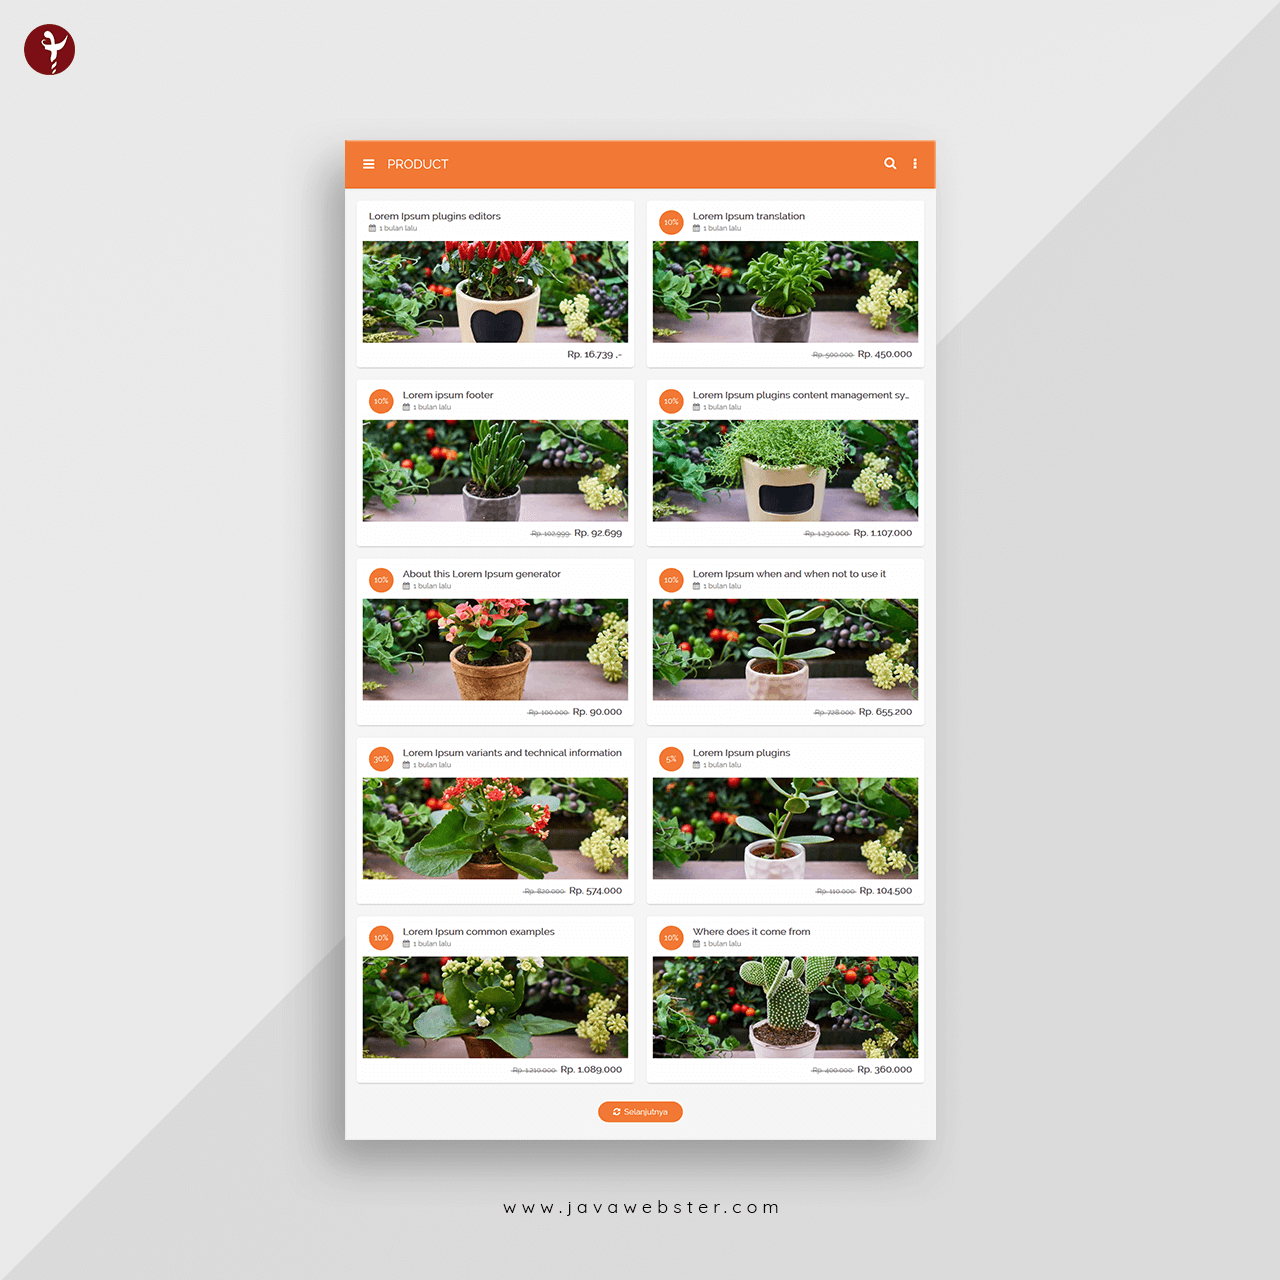 PRODUCT
Lorem Ipsum plugins editors
1 bulan lalu
Rp. 16.739 ,-
10%
Lorem Ipsum translation
1 bulan lalu
Rp. 500.000 Rp. 450.000
10%
Lorem ipsum footer
1 bulan lalu
Rp. 102.999 Rp. 92.699
10%
Lorem Ipsum plugins content management sy...
1 bulan lalu
Rp. 1.230.000 Rp. 1.107.000
10%
About this Lorem Ipsum generator
1 bulan lalu
Rp. 100.000 Rp. 90.000
10%
Lorem Ipsum when and when not to use it
1 bulan lalu
Rp. 728.000 Rp. 655.200
30%
Lorem Ipsum variants and technical information
1 bulan lalu
Rp. 820.000 Rp. 574.000
5%
Lorem Ipsum plugins
1 bulan lalu
Rp. 110.000 Rp. 104.500
10%
Lorem Ipsum common examples
1 bulan lalu
Rp. 1.210.000 Rp. 1.089.000
10%
Where does it come from
1 bulan lalu
Rp. 400.000 Rp. 360.000
Selanjutnya
www.javawebster.com